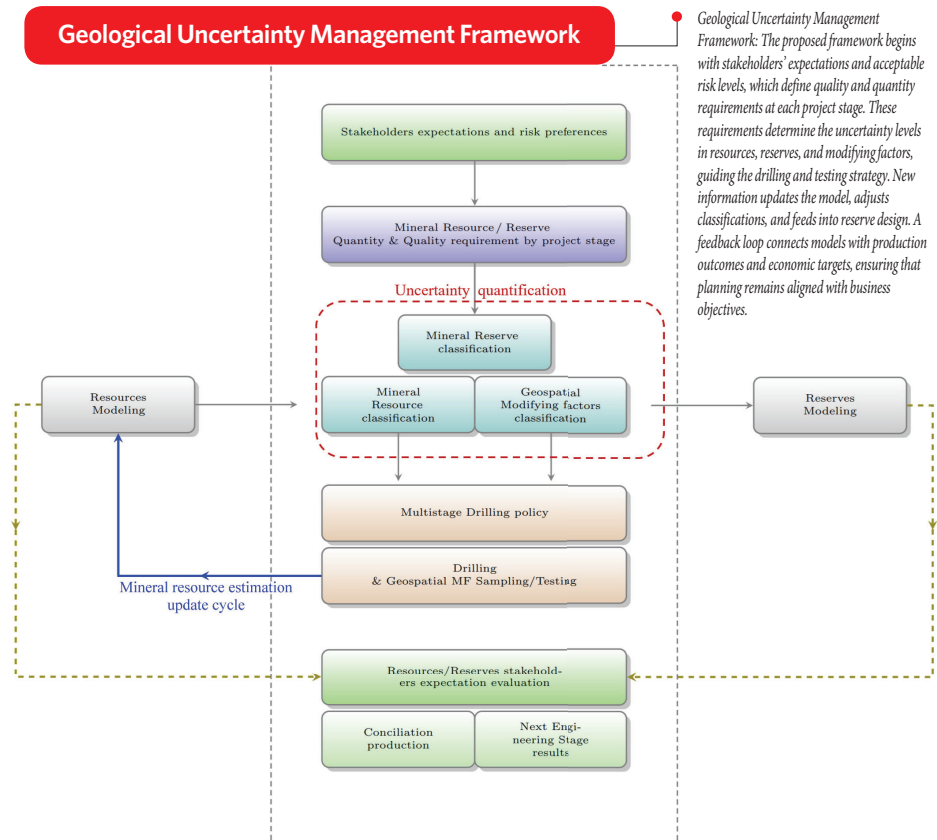 Geological Uncertainty Management Framework
Geological Uncertainty Management
Framework: The proposed framework begins
with stakeholders' expectations and acceptable
risk levels, which define quality and quantity
requirements at each project stage. These
requirements determine the uncertainty levels
in resources, reserves, and modifying factors,
guiding the drilling and testing strategy. New
information updates the model, adjusts
classifications, and feeds into reserve design. A
feedback loop connects models with production
outcomes and economic targets, ensuring that
planning remains aligned with business
objectives.
Stakeholders expectations and risk preferences
Mineral Resource/ Reserve
Quantity & Quality requirement by project stage
Uncertainty quantification
Mineral Reserve
classification
Mineral
Resource
classification
Geospatial
Modifying factors
classification
Resources
Modeling
Reserves
Modeling
Multistage Drilling policy
Drilling
& Geospatial MF Sampling/Testing
Mineral resource estimation
update cycle
Resources/Reserves stakehold-
ers expectation evaluation
Conciliation
production
Next Engi-
neering Stage
results